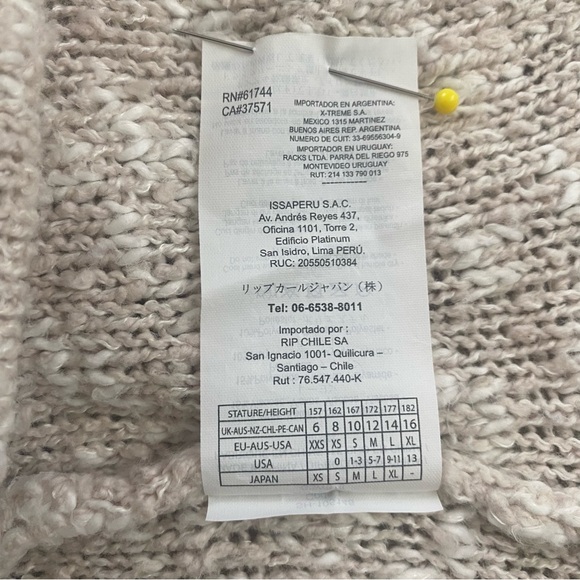 RN#61744
CA#37571
IMPORTADOR EN ARGENTINA:
X-TREME S.A.
MEXICO 1315 MARTINEZ
BUENOS AIRES REP. ARGENTINA
NUMERO DE CUIT: 33-69556304-9
IMPORTADOR EN URUGUAY:
RACKS LTDA. PARRA DEL RIEGO 975
MONTEVIDEO URUGUAY
RUT: 214 133 790 013
------------
ISSAPERU S.A.C.
Av. Andrés Reyes 437,
Oficina 1101, Torre 2,
Edificio Platinum
San Isidro, Lima PERÚ.
RUC: 20550510384
リップカールジャパン（株）
Tel: 06-6538-8011
Importado por :
RIP CHILE SA
San Ignacio 1001- Quilicura –
Santiago – Chile
Rut : 76.547.440-K
STATURE/HEIGHT 157 162 167 172 177 182
UK-AUS-NZ-CHL-PE-CAN 6 8 10 12 14 16
EU-AUS-USA XXS XS S M L XL
USA 0 1-3 5-7 9-11 13
JAPAN XS S M L XL -